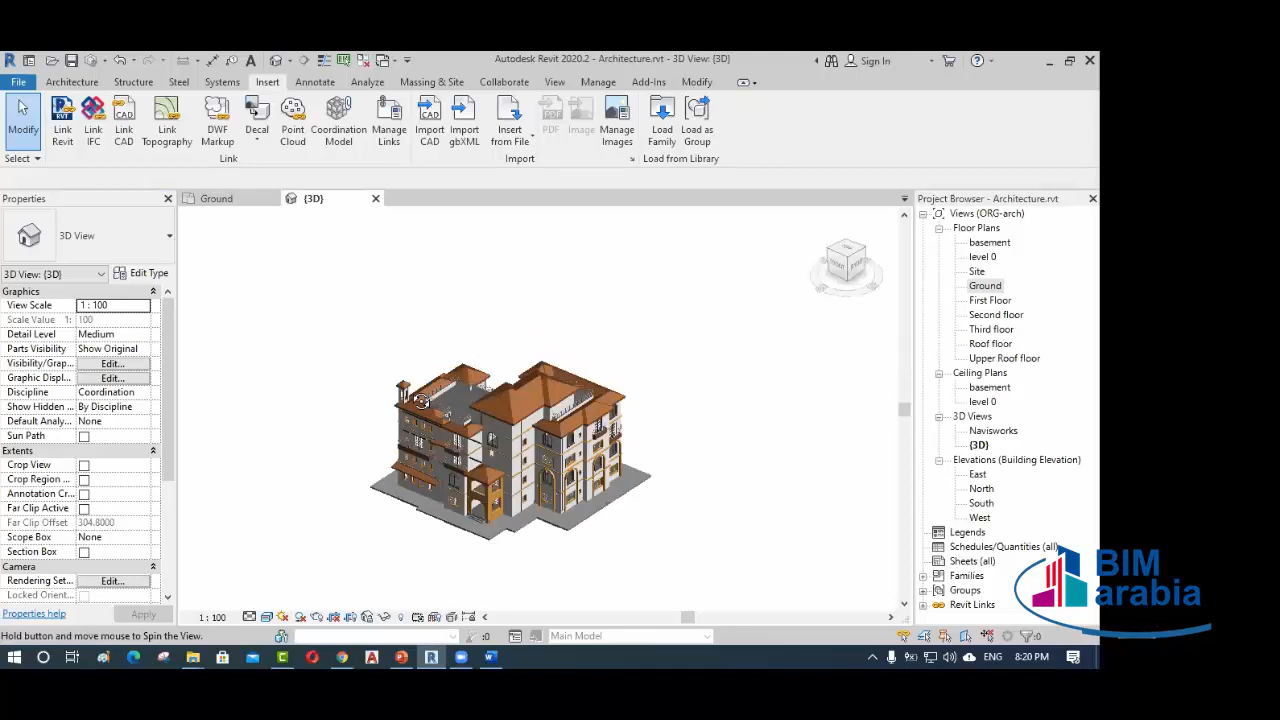 Autodesk Revit 2020.2 - Architecture.rvt - 3D View: {3D}
Sign In
File Architecture Structure Steel Systems Insert Annotate Analyze Massing & Site Collaborate View Manage Add-Ins Modify
Modify
Link Revit
Link IFC
Link CAD
Link Topography
DWF Markup
Decal
Point Cloud
Coordination Model
Manage Links
Import CAD
Import gbXML
Insert from File
PDF
Image
Manage Images
Load Family
Load as Group
Select
Link
Import
Load from Library
Properties
Ground
{3D}
Project Browser - Architecture.rvt
3D View
3D View: {3D}
Edit Type
Graphics
View Scale 1 : 100
Scale Value 1: 100
Detail Level Medium
Parts Visibility Show Original
Visibility/Grap... Edit...
Graphic Displ... Edit...
Discipline Coordination
Show Hidden ... By Discipline
Default Analy... None
Sun Path
Extents
Crop View
Crop Region ...
Annotation Cr...
Far Clip Active
Far Clip Offset 304.8000
Scope Box None
Section Box
Camera
Rendering Set... Edit...
Locked Orient...
Properties help
Apply
Views (ORG-arch)
Floor Plans
basement
level 0
Site
Ground
First Floor
Second floor
Third floor
Roof floor
Upper Roof floor
Ceiling Plans
basement
level 0
3D Views
Navisworks
{3D}
Elevations (Building Elevation)
East
North
South
West
Legends
Schedules/Quantities (all)
Sheets (all)
Families
Groups
Revit Links
BIM
arabia
1 : 100
Hold button and move mouse to Spin the View.
:0
Main Model
:0
ENG
8:20 PM